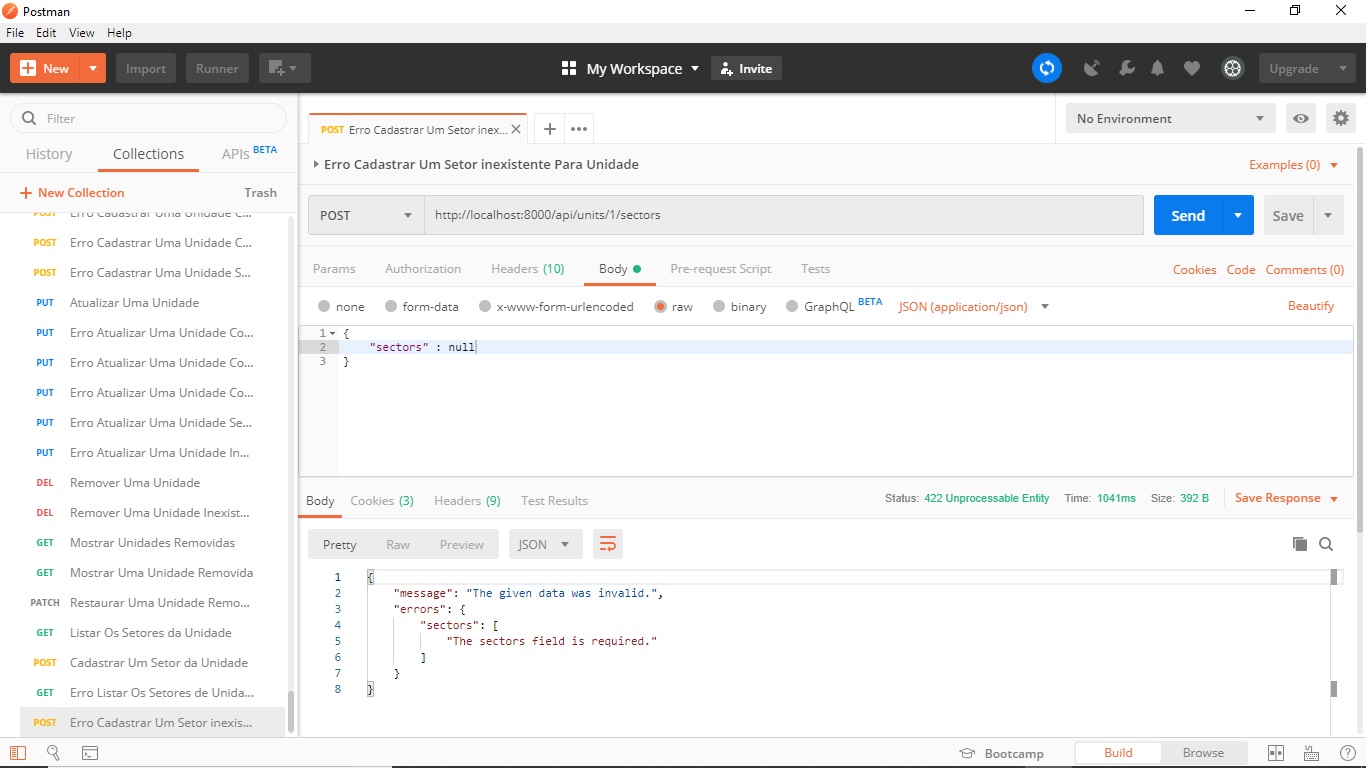 Postman
File Edit View Help
New Import Runner My Workspace Invite Upgrade
Filter
History Collections APIs BETA
New Collection Trash
POST Erro Cadastrar Uma Unidade C...
POST Erro Cadastrar Uma Unidade C...
POST Erro Cadastrar Uma Unidade S...
PUT Atualizar Uma Unidade
PUT Erro Atualizar Uma Unidade Co...
PUT Erro Atualizar Uma Unidade Co...
PUT Erro Atualizar Uma Unidade Co...
PUT Erro Atualizar Uma Unidade Se...
PUT Erro Atualizar Uma Unidade In...
DEL Remover Uma Unidade
DEL Remover Uma Unidade Inexist...
GET Mostrar Unidades Removidas
GET Mostrar Uma Unidade Removida
PATCH Restaurar Uma Unidade Remo...
GET Listar Os Setores da Unidade
POST Cadastrar Um Setor da Unidade
GET Erro Listar Os Setores de Unida...
POST Erro Cadastrar Um Setor inexis...
POST Erro Cadastrar Um Setor inex...
No Environment
Erro Cadastrar Um Setor inexistente Para Unidade
Examples (0)
POST http://localhost:8000/api/units/1/sectors Send Save
Params Authorization Headers (10) Body Pre-request Script Tests Cookies Code Comments (0)
none form-data x-www-form-urlencoded raw binary GraphQL BETA JSON (application/json) Beautify
1 {
2 "sectors" : null
3 }
Body Cookies (3) Headers (9) Test Results Status: 422 Unprocessable Entity Time: 1041ms Size: 392 B Save Response
Pretty Raw Preview JSON
1 {
2 "message": "The given data was invalid.",
3 "errors": {
4 "sectors": [
5 "The sectors field is required."
6 ]
7 }
8 }
Bootcamp Build Browse